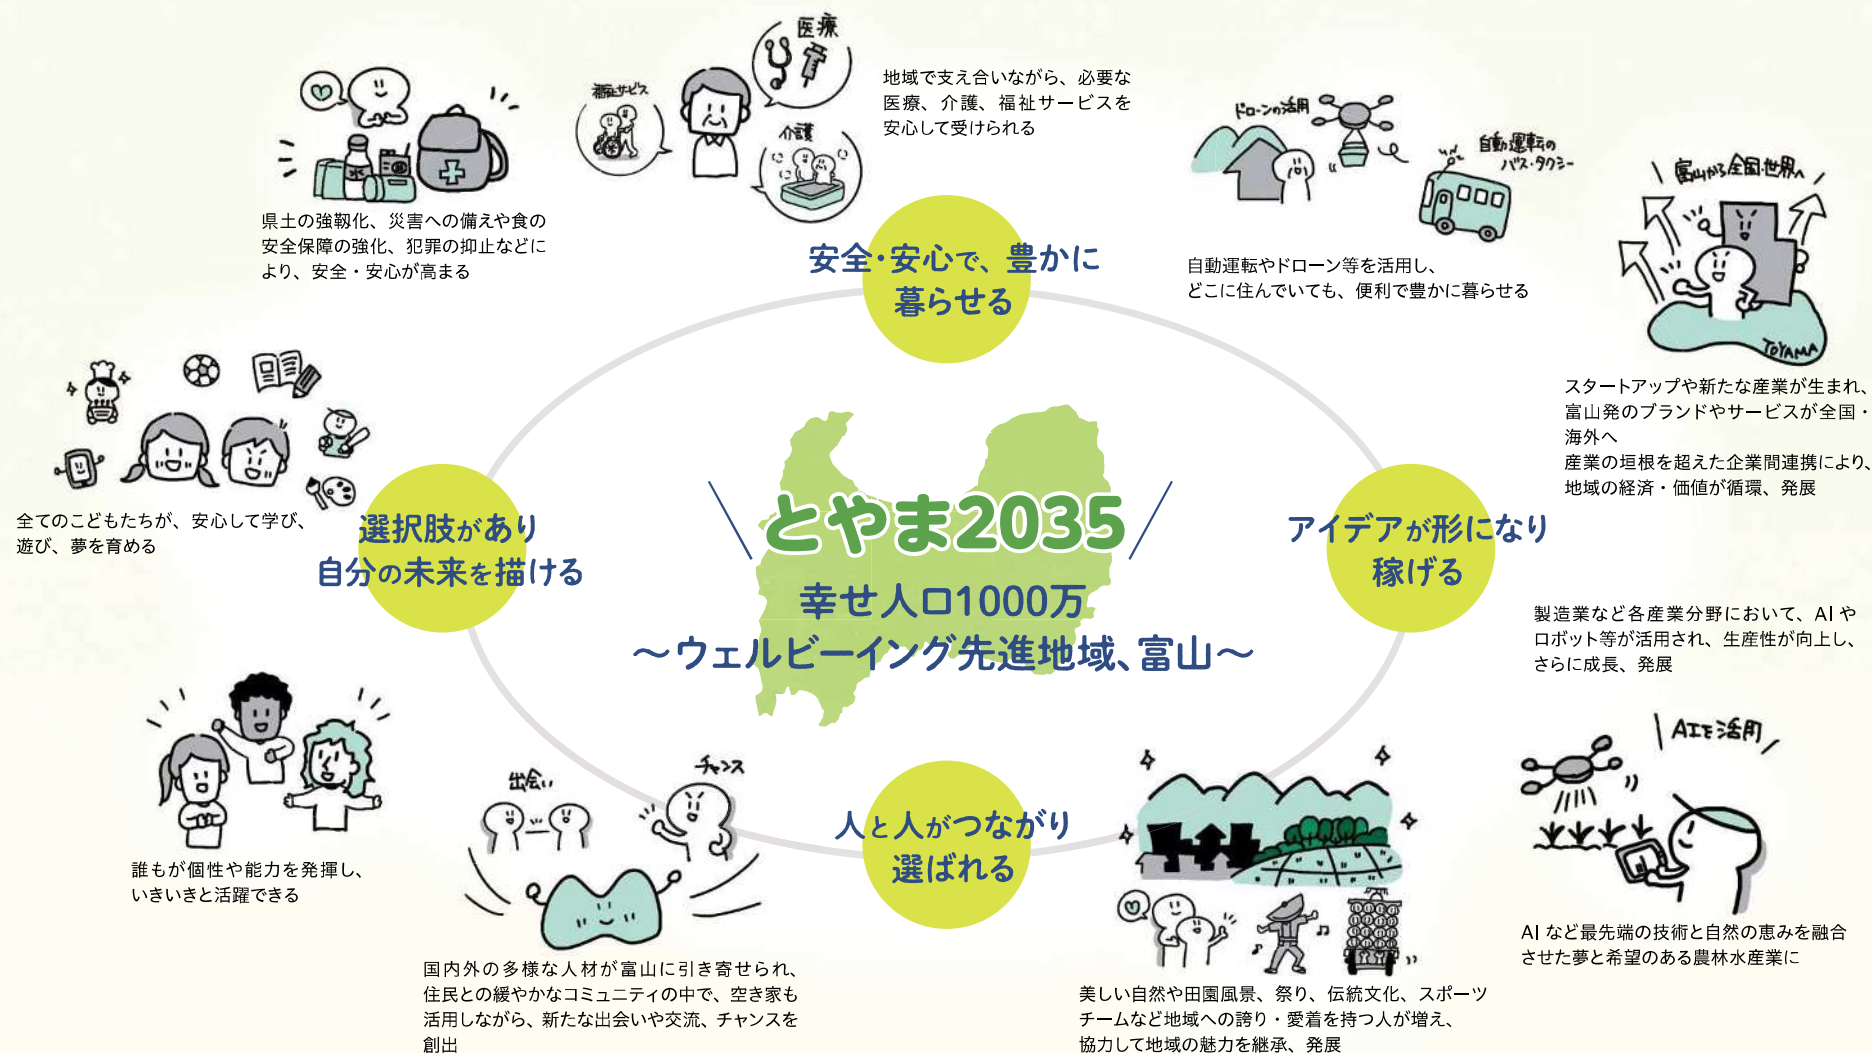 医療
福祉サービス
介護
地域で支え合いながら、必要な
医療、介護、福祉サービスを
安心して受けられる
県土の強靱化、災害への備えや食の
安全保障の強化、犯罪の抑止などに
より、安全・安心が高まる
水
ドローンの活用
自動運転の
バス・タクシー
自動運転やドローン等を活用し、
どこに住んでいても、便利で豊かに暮らせる
富山から全国・世界へ
TOYAMA
スタートアップや新たな産業が生まれ、
富山発のブランドやサービスが全国・
海外へ
産業の垣根を超えた企業間連携により、
地域の経済・価値が循環、発展
安全・安心で、豊かに
暮らせる
全てのこどもたちが、安心して学び、
遊び、夢を育める
選択肢があり
自分の未来を描ける
とやま2035
幸せ人口1000万
～ウェルビーイング先進地域、富山～
アイデアが形になり
稼げる
製造業など各産業分野において、AI や
ロボット等が活用され、生産性が向上し、
さらに成長、発展
誰もが個性や能力を発揮し、
いきいきと活躍できる
出会い
チャンス
人と人がつながり
選ばれる
AIを活用
AI など最先端の技術と自然の恵みを融合
させた夢と希望のある農林水産業に
国内外の多様な人材が富山に引き寄せられ、
住民との緩やかなコミュニティの中で、空き家も
活用しながら、新たな出会いや交流、チャンスを
創出
美しい自然や田園風景、祭り、伝統文化、スポーツ
チームなど地域への誇り・愛着を持つ人が増え、
協力して地域の魅力を継承、発展